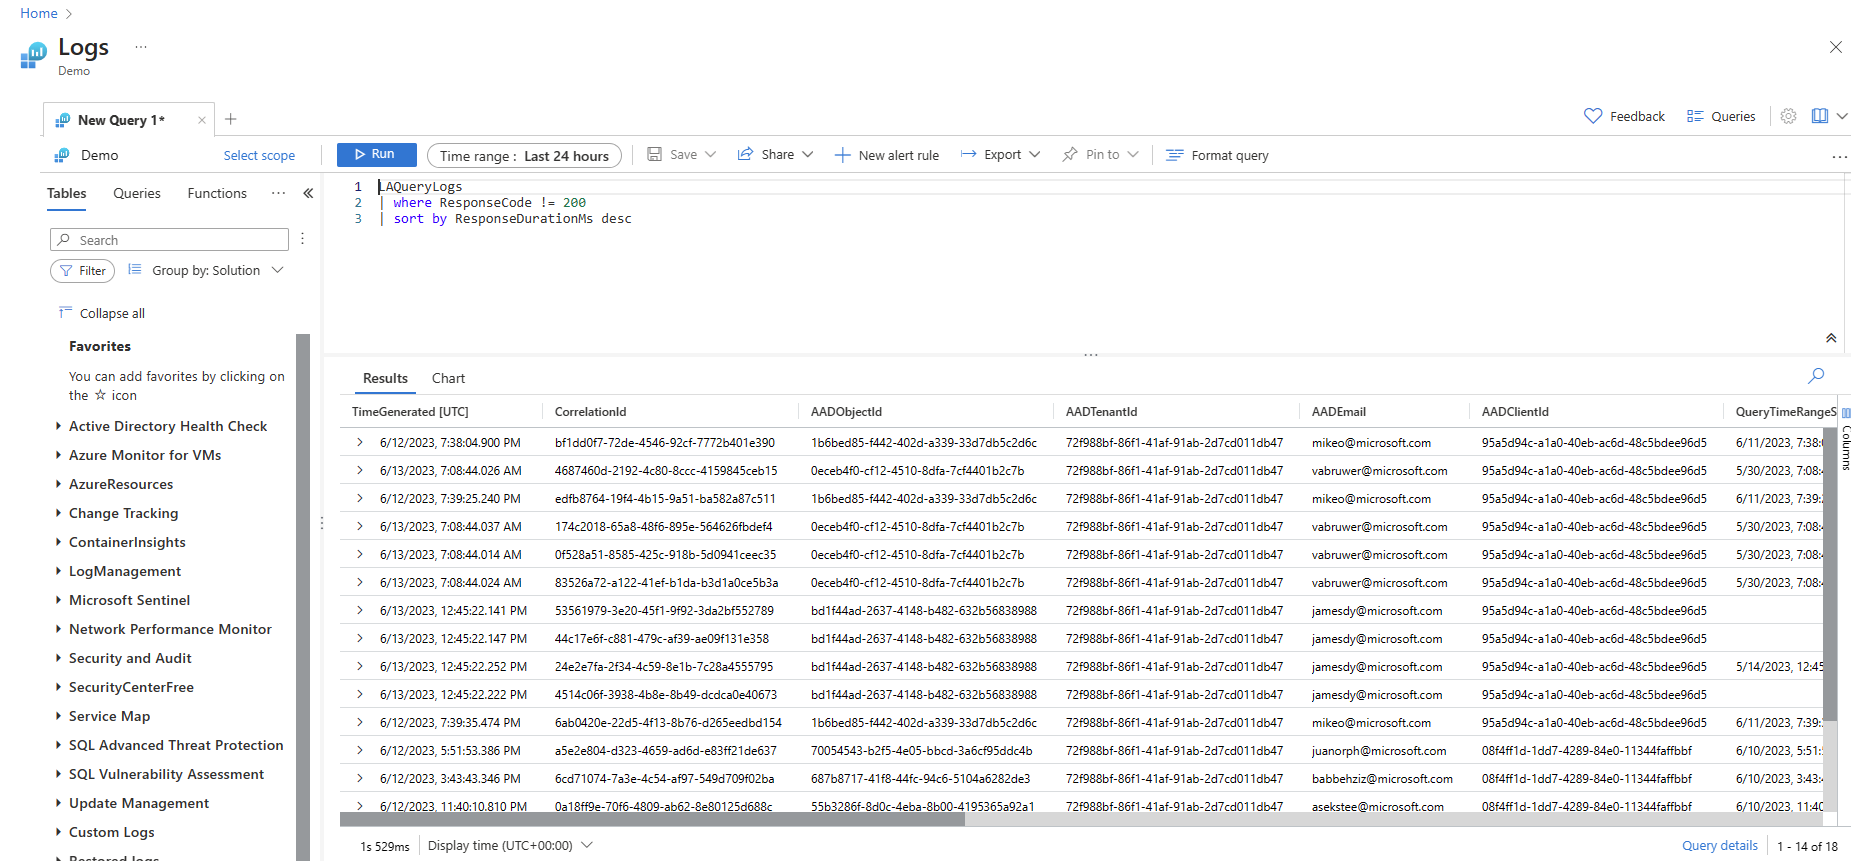 Home
Logs ...
Demo
New Query 1*
Feedback Queries
Demo Select scope Run Time range : Last 24 hours Save Share New alert rule Export Pin to Format query ...
Tables Queries Functions ...
Search
Filter Group by: Solution
Collapse all
Favorites
You can add favorites by clicking on
the ☆ icon
Active Directory Health Check
Azure Monitor for VMs
AzureResources
Change Tracking
ContainerInsights
LogManagement
Microsoft Sentinel
Network Performance Monitor
Security and Audit
SecurityCenterFree
Service Map
SQL Advanced Threat Protection
SQL Vulnerability Assessment
Update Management
Custom Logs
Restored logs
1 LAQueryLogs
2 | where ResponseCode != 200
3 | sort by ResponseDurationMs desc
Results Chart
TimeGenerated [UTC] CorrelationId AADObjectId AADTenantId AADEmail AADClientId QueryTimeRangeS
6/12/2023, 7:38:04.900 PM bf1dd0f7-72de-4546-92cf-7772b401e390 1b6bed85-f442-402d-a339-33d7db5c2d6c 72f988bf-86f1-41af-91ab-2d7cd011db47 mikeo@microsoft.com 95a5d94c-a1a0-40eb-ac6d-48c5bdee96d5 6/11/2023, 7:38:
6/13/2023, 7:08:44.026 AM 4687460d-2192-4c80-8ccc-4159845ceb15 0eceb4f0-cf12-4510-8dfa-7cf4401b2c7b 72f988bf-86f1-41af-91ab-2d7cd011db47 vabruwer@microsoft.com 95a5d94c-a1a0-40eb-ac6d-48c5bdee96d5 5/30/2023, 7:08:
6/12/2023, 7:39:25.240 PM edfb8764-19f4-4b15-9a51-ba582a87c511 1b6bed85-f442-402d-a339-33d7db5c2d6c 72f988bf-86f1-41af-91ab-2d7cd011db47 mikeo@microsoft.com 95a5d94c-a1a0-40eb-ac6d-48c5bdee96d5 6/11/2023, 7:39:
6/13/2023, 7:08:44.037 AM 174c2018-65a8-48f6-895e-564626fbdef4 0eceb4f0-cf12-4510-8dfa-7cf4401b2c7b 72f988bf-86f1-41af-91ab-2d7cd011db47 vabruwer@microsoft.com 95a5d94c-a1a0-40eb-ac6d-48c5bdee96d5 5/30/2023, 7:08:
6/13/2023, 7:08:44.014 AM 0f528a51-8585-425c-918b-5d0941ceec35 0eceb4f0-cf12-4510-8dfa-7cf4401b2c7b 72f988bf-86f1-41af-91ab-2d7cd011db47 vabruwer@microsoft.com 95a5d94c-a1a0-40eb-ac6d-48c5bdee96d5 5/30/2023, 7:08:
6/13/2023, 7:08:44.024 AM 83526a72-a122-41ef-b1da-b3d1a0ce5b3a 0eceb4f0-cf12-4510-8dfa-7cf4401b2c7b 72f988bf-86f1-41af-91ab-2d7cd011db47 vabruwer@microsoft.com 95a5d94c-a1a0-40eb-ac6d-48c5bdee96d5 5/30/2023, 7:08:
6/13/2023, 12:45:22.141 PM 53561979-3e20-45f1-9f92-3da2bf552789 bd1f44ad-2637-4148-b482-632b56838988 72f988bf-86f1-41af-91ab-2d7cd011db47 jamesdy@microsoft.com 95a5d94c-a1a0-40eb-ac6d-48c5bdee96d5
6/13/2023, 12:45:22.147 PM 44c17e6f-c881-479c-af39-ae09f131e358 bd1f44ad-2637-4148-b482-632b56838988 72f988bf-86f1-41af-91ab-2d7cd011db47 jamesdy@microsoft.com 95a5d94c-a1a0-40eb-ac6d-48c5bdee96d5
6/13/2023, 12:45:22.252 PM 24e2e7fa-2f34-4c59-8e1b-7c28a4555795 bd1f44ad-2637-4148-b482-632b56838988 72f988bf-86f1-41af-91ab-2d7cd011db47 jamesdy@microsoft.com 95a5d94c-a1a0-40eb-ac6d-48c5bdee96d5 5/14/2023, 12:45
6/13/2023, 12:45:22.222 PM 4514c06f-3938-4b8e-8b49-dcdca0e40673 bd1f44ad-2637-4148-b482-632b56838988 72f988bf-86f1-41af-91ab-2d7cd011db47 jamesdy@microsoft.com 95a5d94c-a1a0-40eb-ac6d-48c5bdee96d5
6/12/2023, 7:39:35.474 PM 6ab0420e-22d5-4f13-8b76-d265eedbd154 1b6bed85-f442-402d-a339-33d7db5c2d6c 72f988bf-86f1-41af-91ab-2d7cd011db47 mikeo@microsoft.com 95a5d94c-a1a0-40eb-ac6d-48c5bdee96d5 6/11/2023, 7:39:
6/12/2023, 5:51:53.386 PM a5e2e804-d323-4659-ad6d-e83ff21de637 70054543-b2f5-4e05-bbcd-3a6cf95ddc4b 72f988bf-86f1-41af-91ab-2d7cd011db47 juanorph@microsoft.com 08f4ff1d-1dd7-4289-84e0-11344faffbbf 6/10/2023, 5:51:
6/12/2023, 3:43:43.346 PM 6cd71074-7a3e-4c54-af97-549d709f02ba 687b8717-41f8-44fc-94c6-5104a6282de3 72f988bf-86f1-41af-91ab-2d7cd011db47 babbehziz@microsoft.com 08f4ff1d-1dd7-4289-84e0-11344faffbbf 6/10/2023, 3:43:
6/12/2023, 11:40:10.810 PM 0a18ff9e-70f6-4809-ab62-8e80125d688c 55b3286f-8d0c-4eba-8b00-4195365a92a1 72f988bf-86f1-41af-91ab-2d7cd011db47 asekstee@microsoft.com 08f4ff1d-1dd7-4289-84e0-11344faffbbf 6/10/2023, 11:40
Columns
1s 529ms Display time (UTC+00:00) Query details 1 - 14 of 18